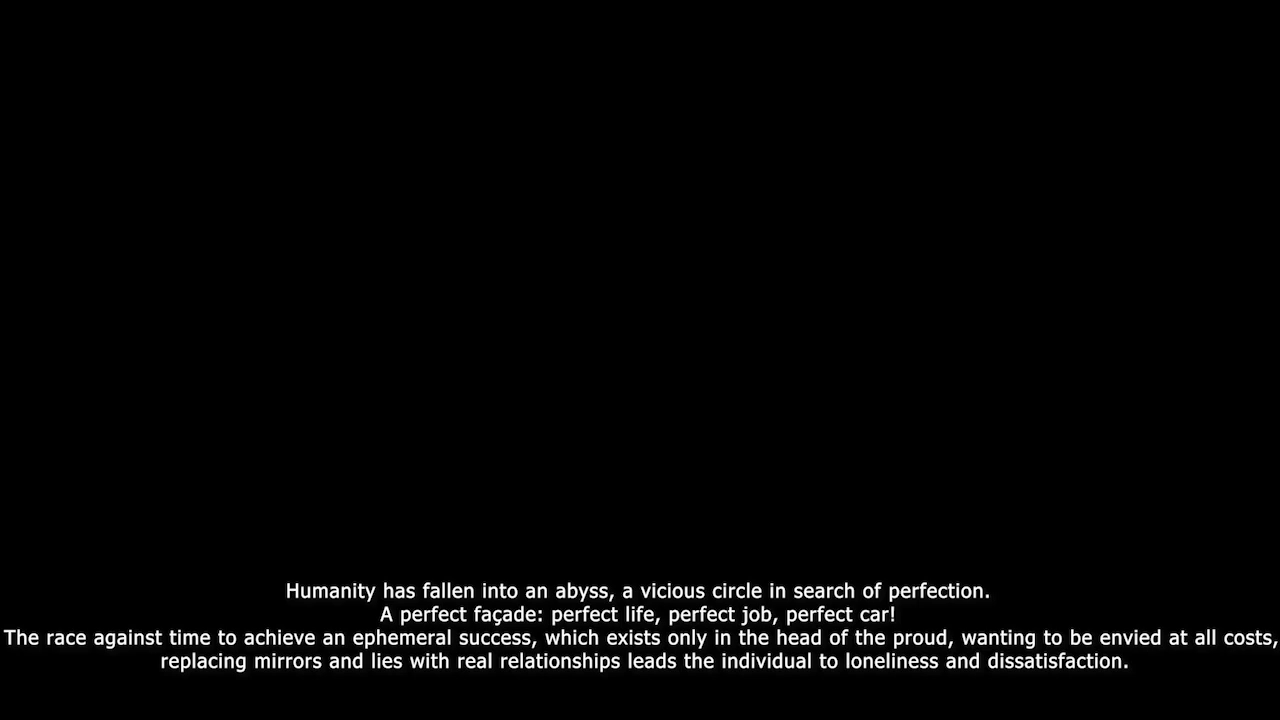 Humanity has fallen into an abyss, a vicious circle in search of perfection.
A perfect façade: perfect life, perfect job, perfect car!
The race against time to achieve an ephemeral success, which exists only in the head of the proud, wanting to be envied at all costs,
replacing mirrors and lies with real relationships leads the individual to loneliness and dissatisfaction.